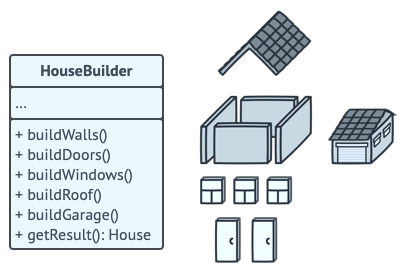 HouseBuilder
...
+ buildWalls()
+ buildDoors()
+ buildWindows()
+ buildRoof()
+ buildGarage()
+ getResult(): House